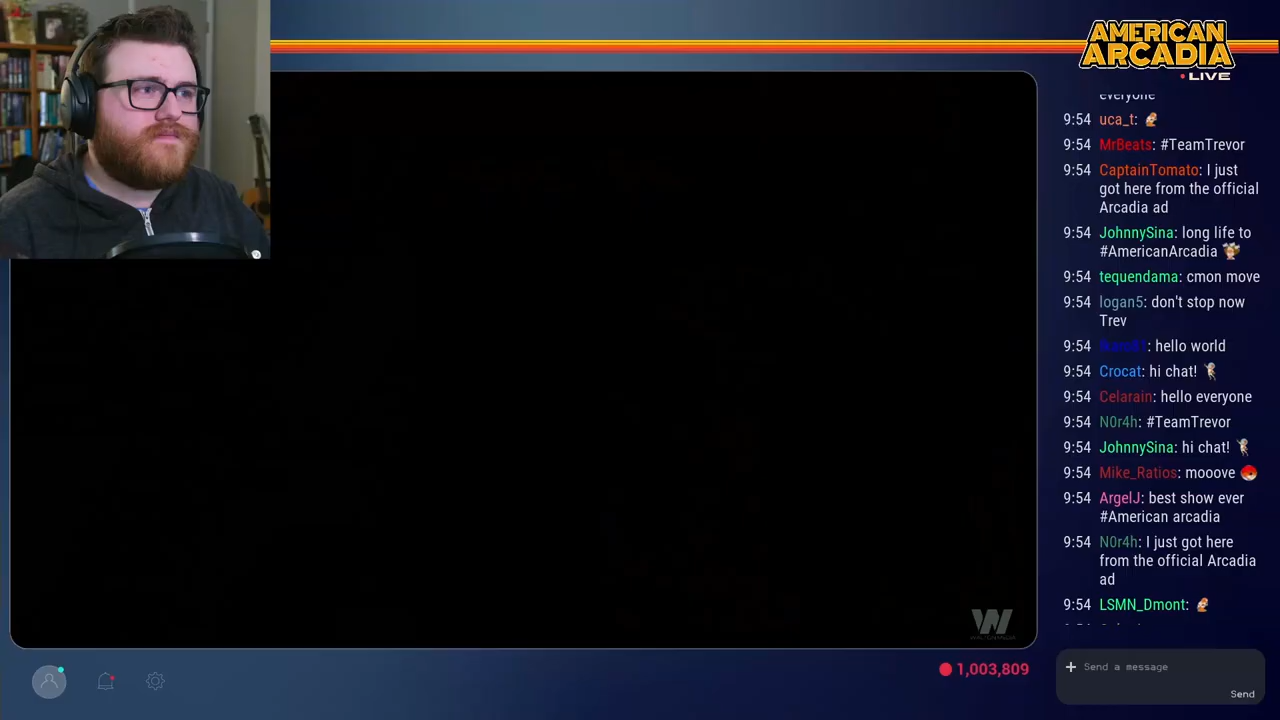 AMERICAN
ARCADIA
LIVE
everyone
9:54 uca_t:
9:54 MrBeats: #TeamTrevor
9:54 CaptainTomato: I just
got here from the official
Arcadia ad
9:54 JohnnySina: long life to
#AmericanArcadia
9:54 tequendama: cmon move
9:54 logan5: don't stop now
Trev
9:54 : hello world
9:54 Crocat: hi chat!
9:54 Celarain: hello everyone
9:54 N0r4h: #TeamTrevor
9:54 JohnnySina: hi chat!
9:54 Mike_Ratios: mooove
9:54 ArgelJ: best show ever
#American arcadia
9:54 N0r4h: I just got here
from the official Arcadia
ad
9:54 LSMN_Dmont:
W
1,003,809
+ Send a message
Send